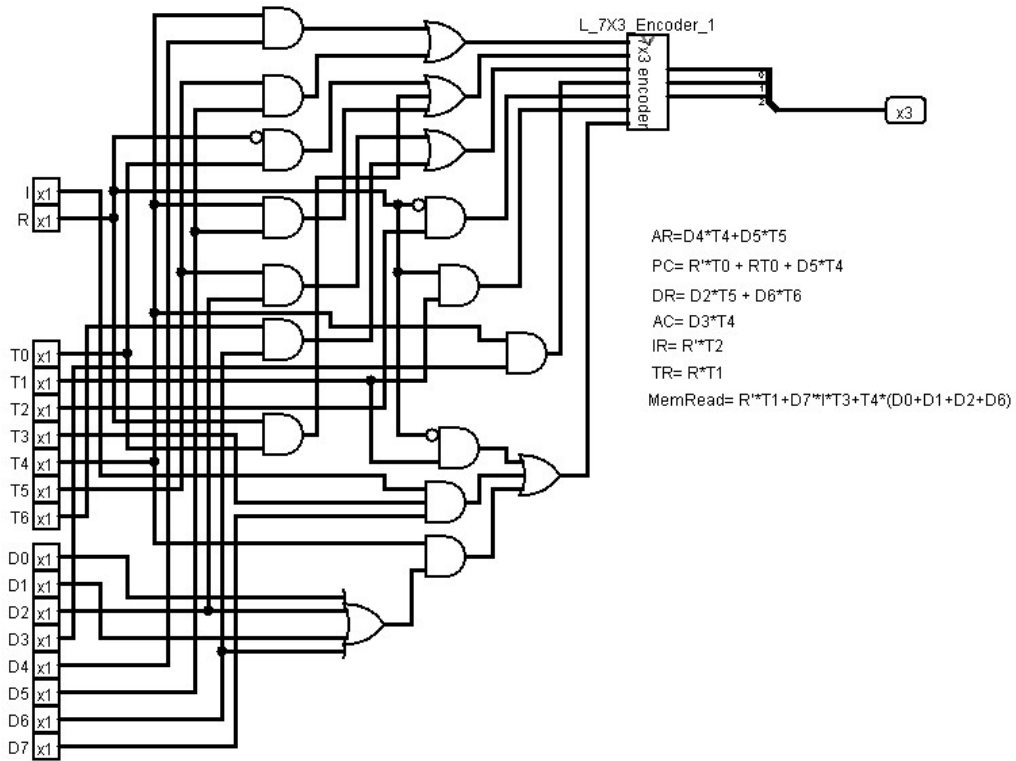 L_7X3_Encoder_1
7x3 encoder
0
1
2
x3
I x1
R x1
AR=D4*T4+D5*T5
PC= R'*T0 + RT0 + D5*T4
DR= D2*T5 + D6*T6
AC= D3*T4
IR= R'*T2
TR= R*T1
MemRead= R'*T1+D7*I*T3+T4*(D0+D1+D2+D6)
T0 x1
T1 x1
T2 x1
T3 x1
T4 x1
T5 x1
T6 x1
D0 x1
D1 x1
D2 x1
D3 x1
D4 x1
D5 x1
D6 x1
D7 x1